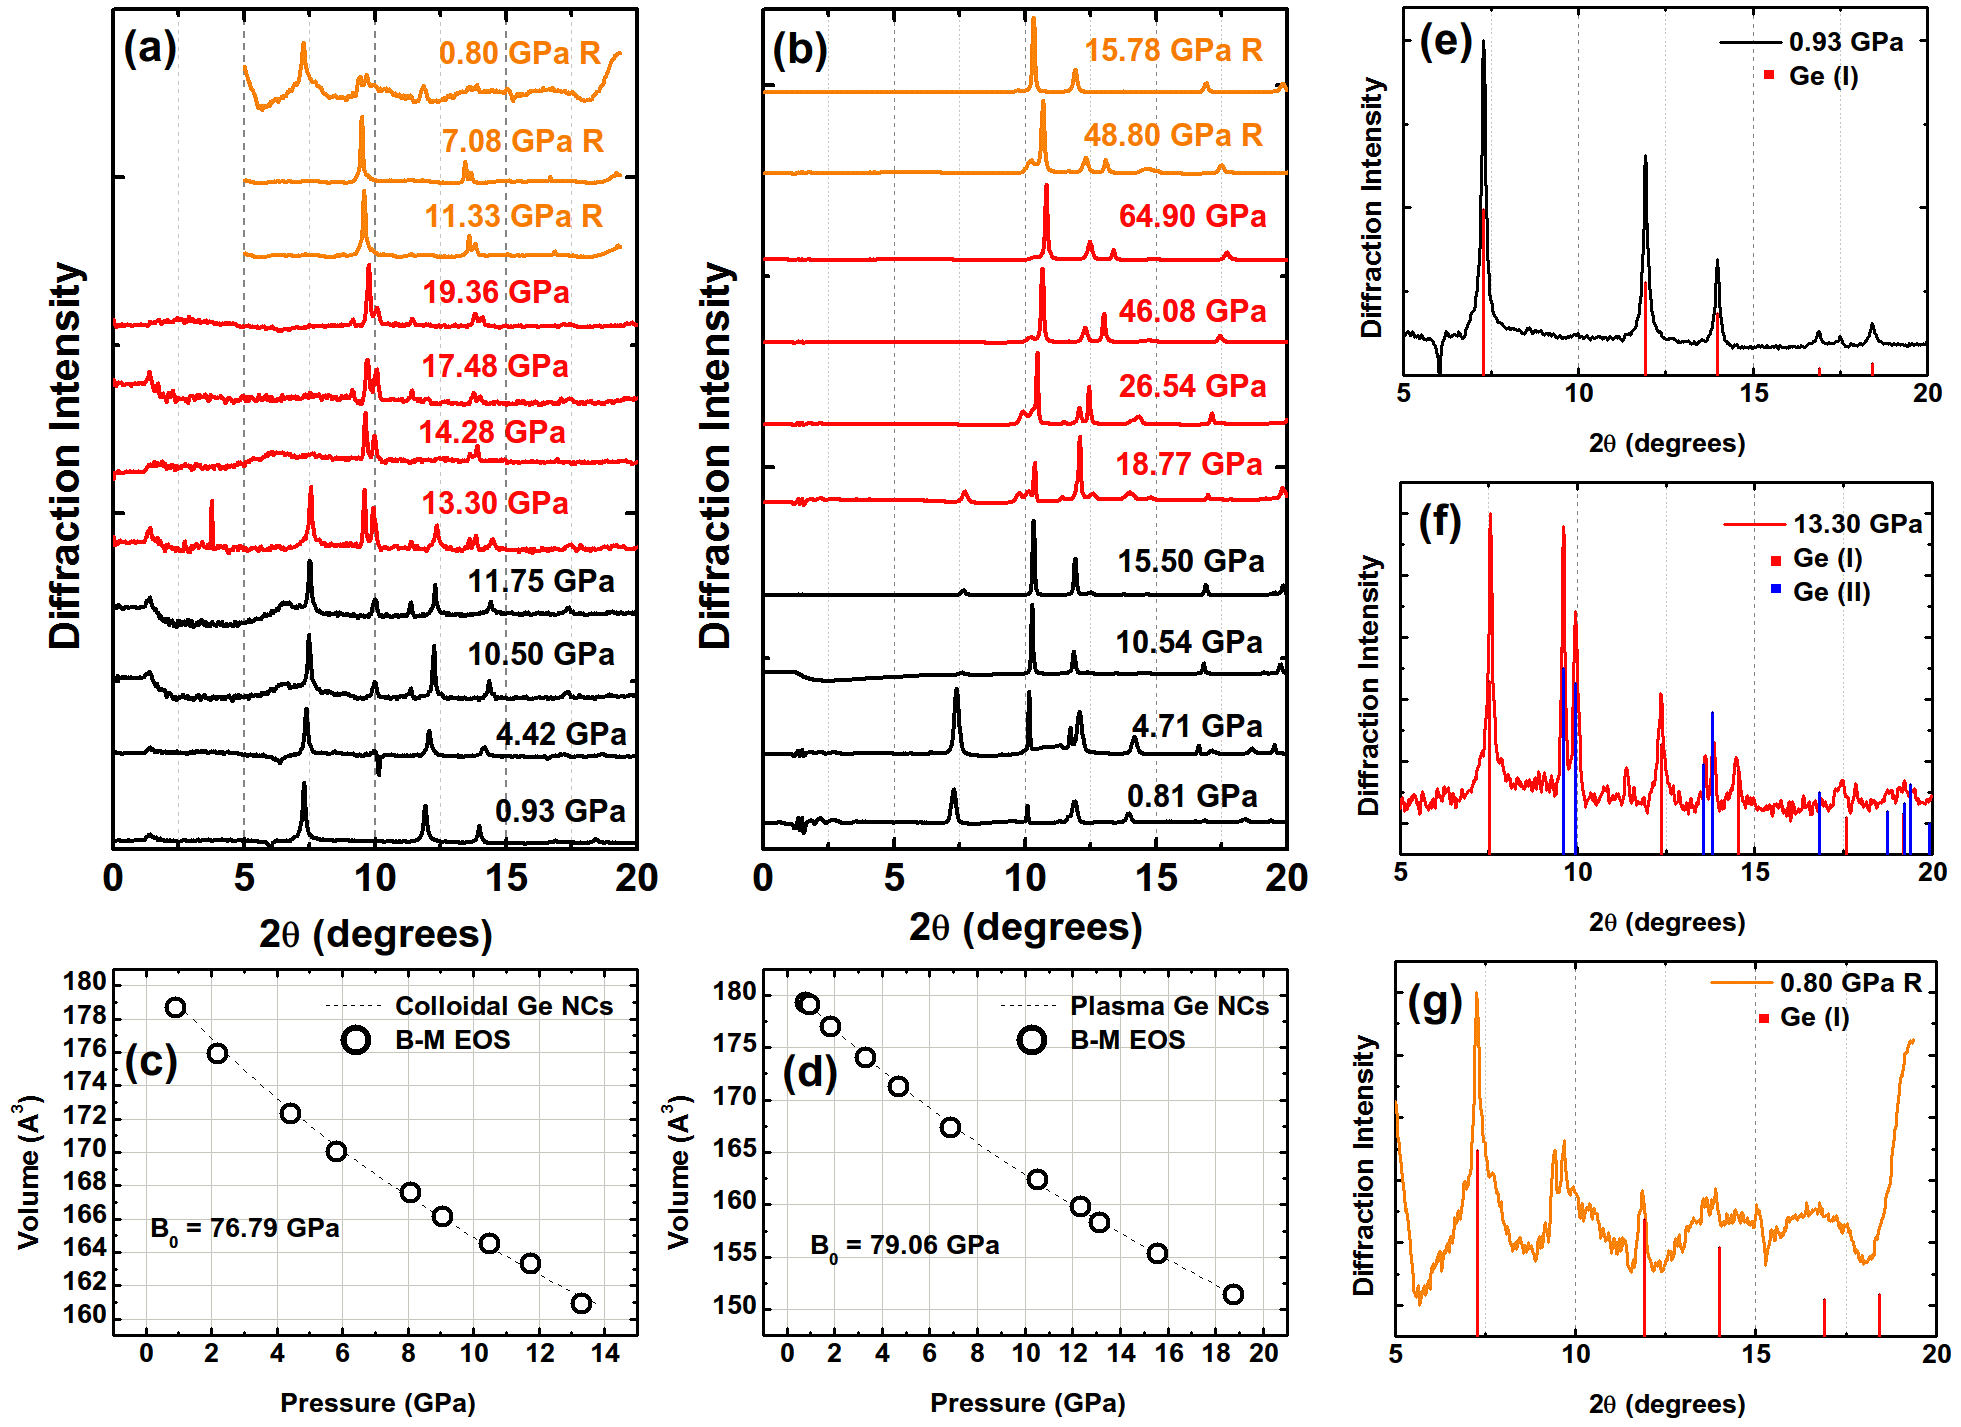 (a)
0.80 GPa R
7.08 GPa R
11.33 GPa R
19.36 GPa
17.48 GPa
14.28 GPa
13.30 GPa
11.75 GPa
10.50 GPa
4.42 GPa
0.93 GPa
Diffraction Intensity
0 5 10 15 20
2θ (degrees)
(b)
15.78 GPa R
48.80 GPa R
64.90 GPa
46.08 GPa
26.54 GPa
18.77 GPa
15.50 GPa
10.54 GPa
4.71 GPa
0.81 GPa
Diffraction Intensity
0 5 10 15 20
2θ (degrees)
(e)
0.93 GPa
Ge (I)
Diffraction Intensity
5 10 15 20
2θ (degrees)
(f)
13.30 GPa
Ge (I)
Ge (II)
Diffraction Intensity
5 10 15 20
2θ (degrees)
(c)
Colloidal Ge NCs
B-M EOS
B₀ = 76.79 GPa
Volume (A³)
180
178
176
174
172
170
168
166
164
162
160
0 2 4 6 8 10 12 14
Pressure (GPa)
(d)
Plasma Ge NCs
B-M EOS
B₀ = 79.06 GPa
Volume (A³)
180
175
170
165
160
155
150
0 2 4 6 8 10 12 14 16 18 20
Pressure (GPa)
(g)
0.80 GPa R
Ge (I)
Diffraction Intensity
5 10 15 20
2θ (degrees)